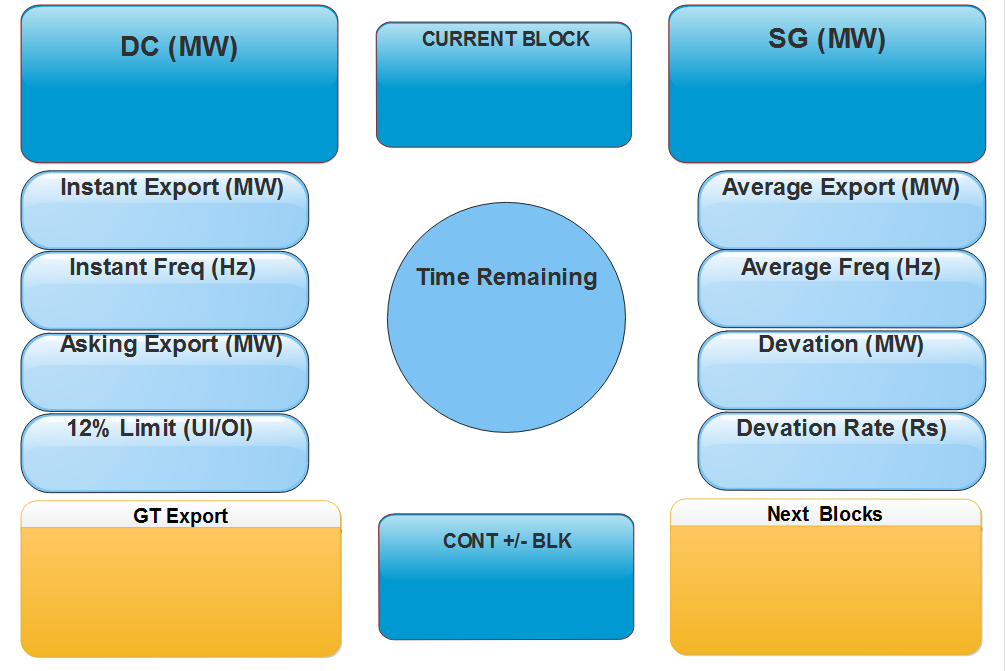 DC (MW)
CURRENT BLOCK
SG (MW)
Instant Export (MW)
Average Export (MW)
Instant Freq (Hz)
Time Remaining
Average Freq (Hz)
Asking Export (MW)
Devation (MW)
12% Limit (UI/OI)
Devation Rate (Rs)
GT Export
CONT +/- BLK
Next Blocks